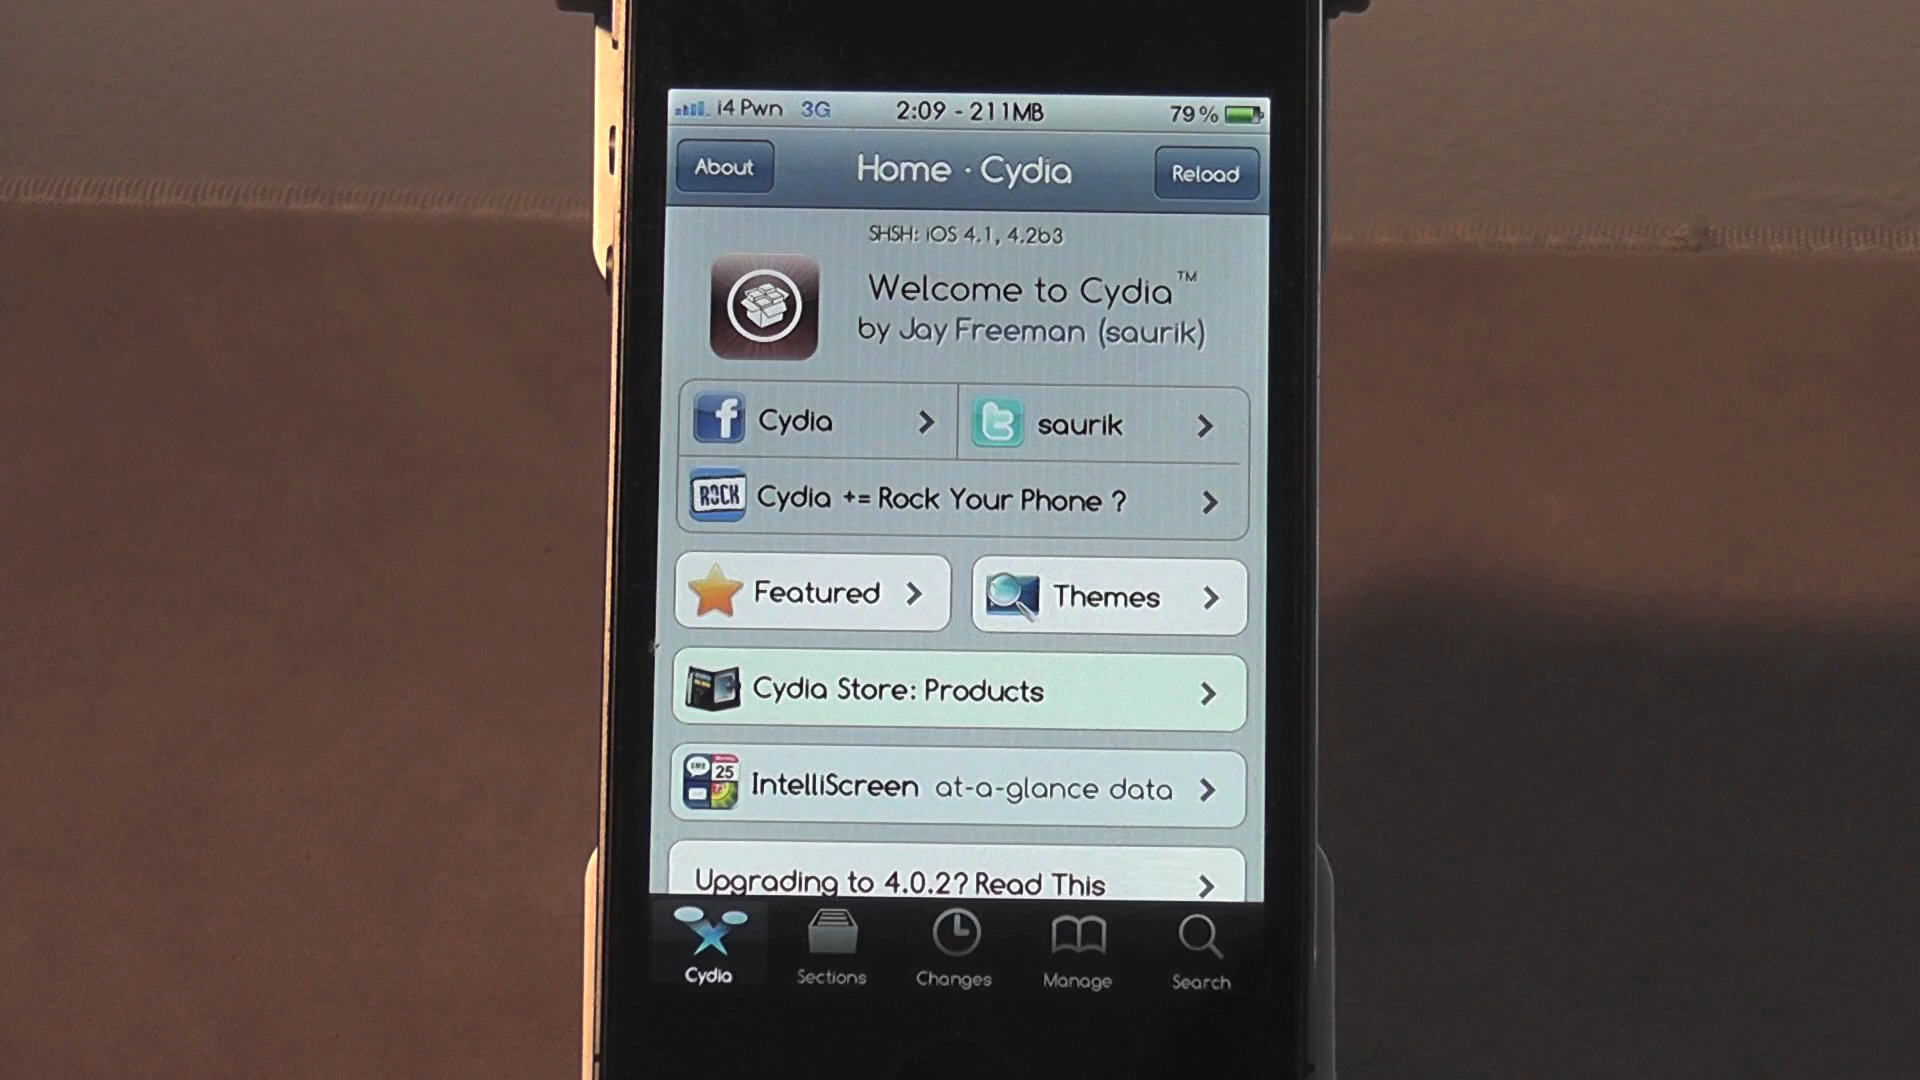 i4 Pwn 3G 2:09 - 211MB 79%
About Home · Cydia Reload
SHSH: iOS 4.1, 4.2b3
Welcome to Cydia™
by Jay Freeman (saurik)
f Cydia t saurik
ROCK Cydia += Rock Your Phone ?
Featured Themes
Cydia Store: Products
SMS 25 IntelliScreen at-a-glance data
Upgrading to 4.0.2? Read This
Cydia Sections Changes Manage Search